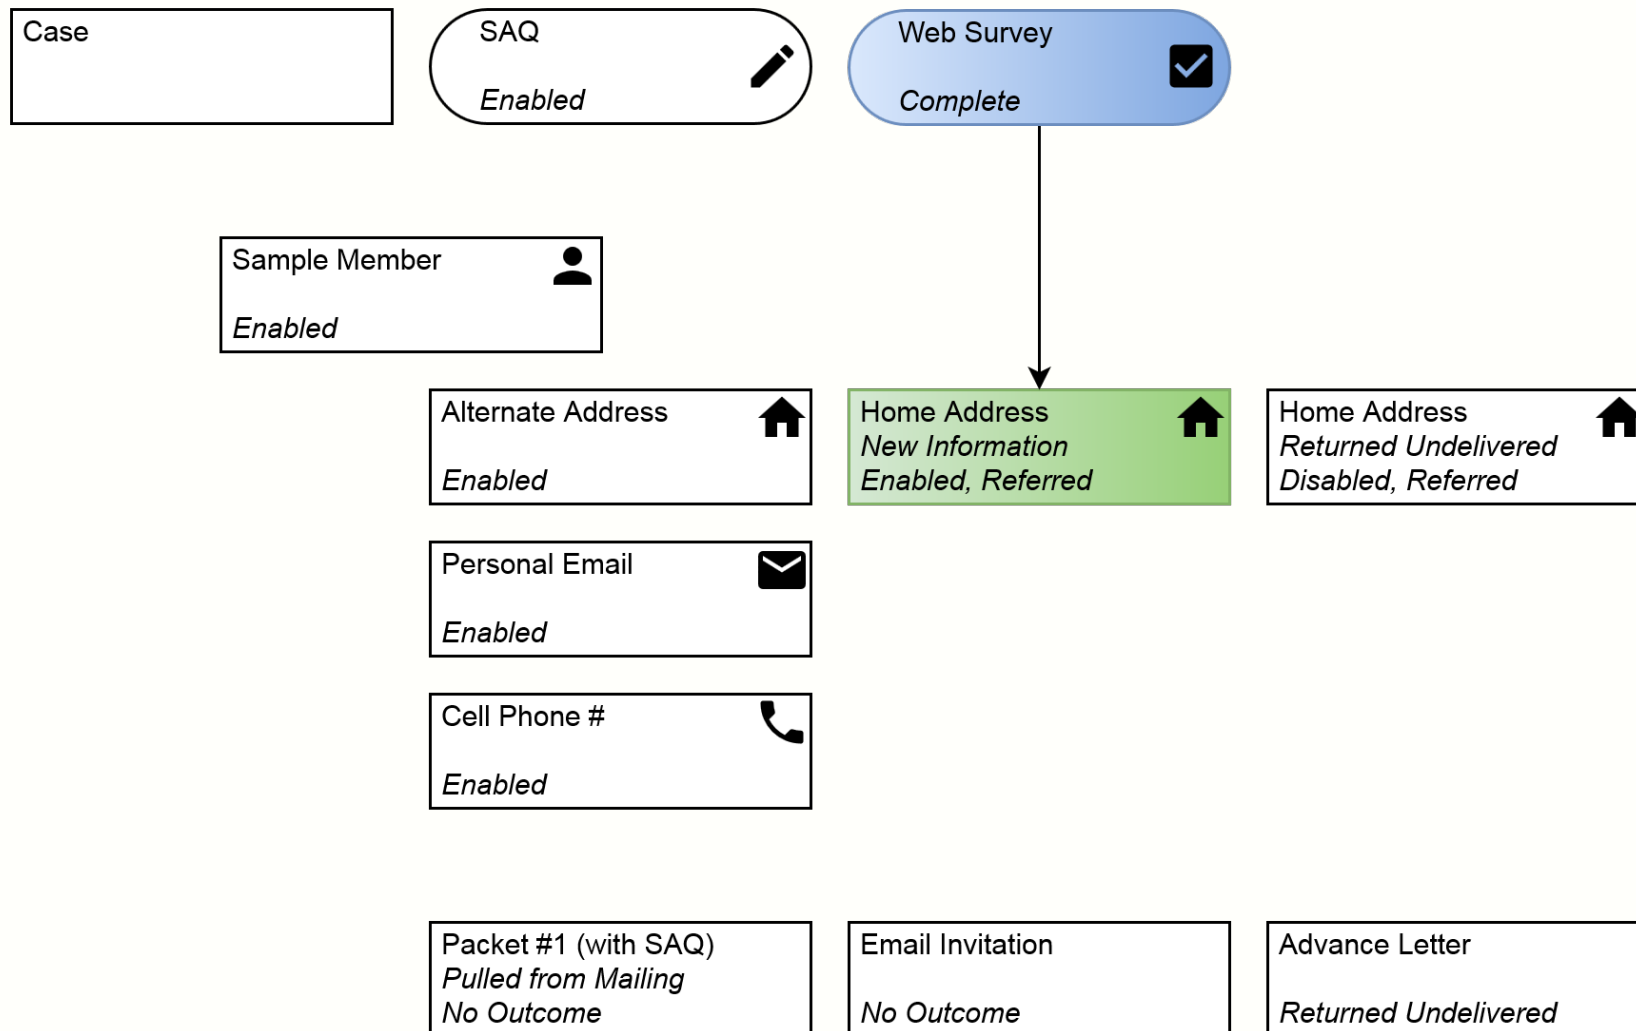 Case
SAQ
Enabled
Web Survey
Complete
Sample Member
Enabled
Alternate Address
Enabled
Home Address
New Information
Enabled, Referred
Home Address
Returned Undelivered
Disabled, Referred
Personal Email
Enabled
Cell Phone #
Enabled
Packet #1 (with SAQ)
Pulled from Mailing
No Outcome
Email Invitation
No Outcome
Advance Letter
Returned Undelivered